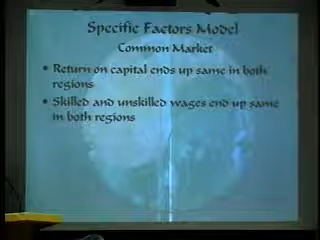 Specific Factors Model
Common Market
• Return on capital ends up same in both
regions
• Skilled and unskilled wages end up same
in both regions